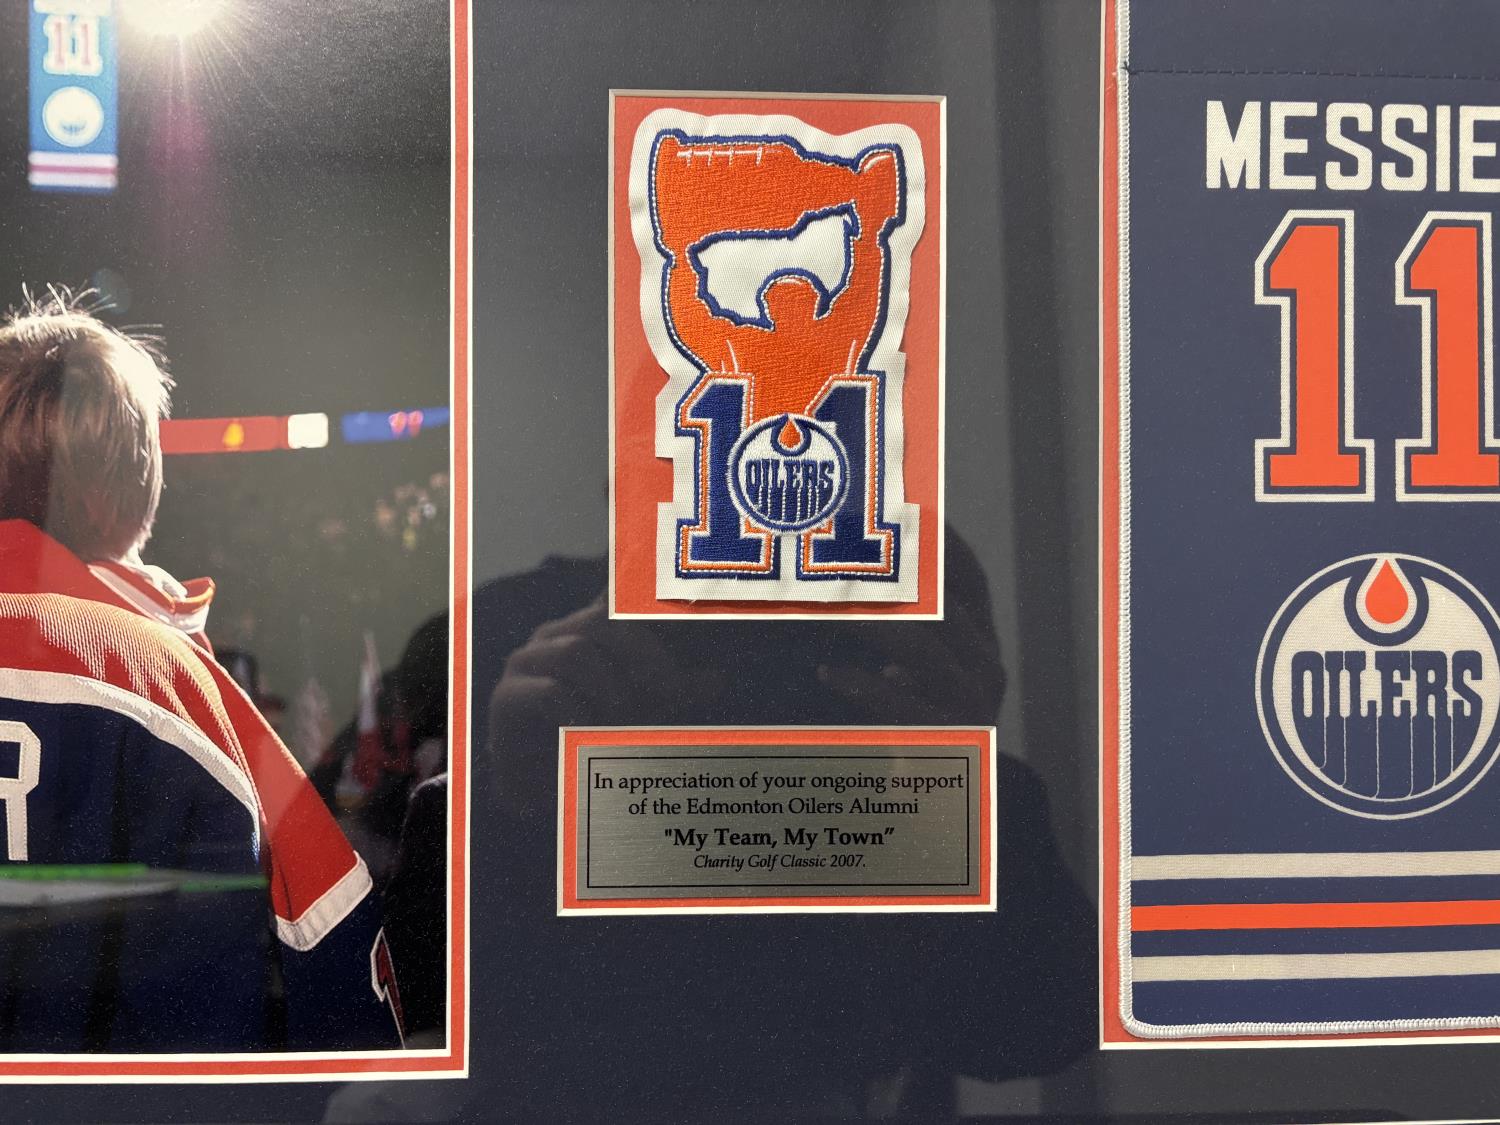 11
R
11
OILERS
In appreciation of your ongoing support
of the Edmonton Oilers Alumni
"My Team, My Town”
Charity Golf Classic 2007.
MESSIE
11
OILERS